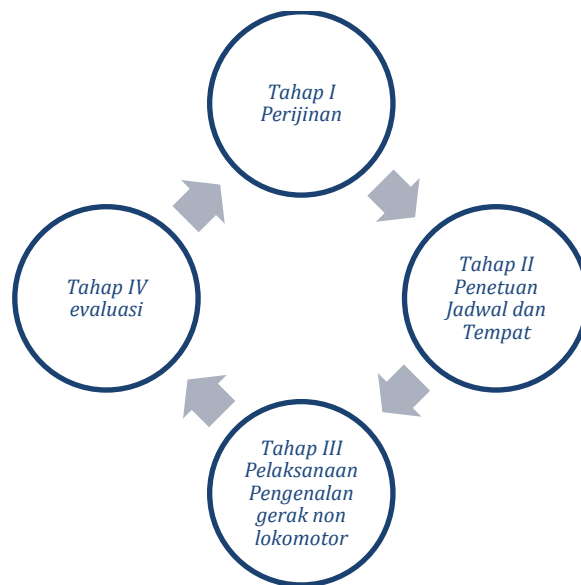 Tahap I
Perijinan
Tahap II
Penetuan
Jadwal dan
Tempat
Tahap III
Pelaksanaan
Pengenalan
gerak non
lokomotor
Tahap IV
evaluasi